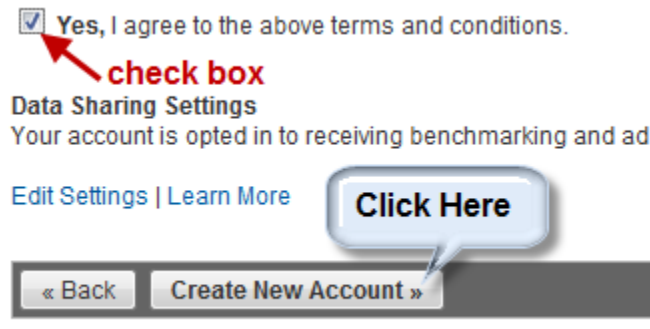 Yes, I agree to the above terms and conditions.
check box
Data Sharing Settings
Your account is opted in to receiving benchmarking and ad
Edit Settings | Learn More
Click Here
« Back
Create New Account »